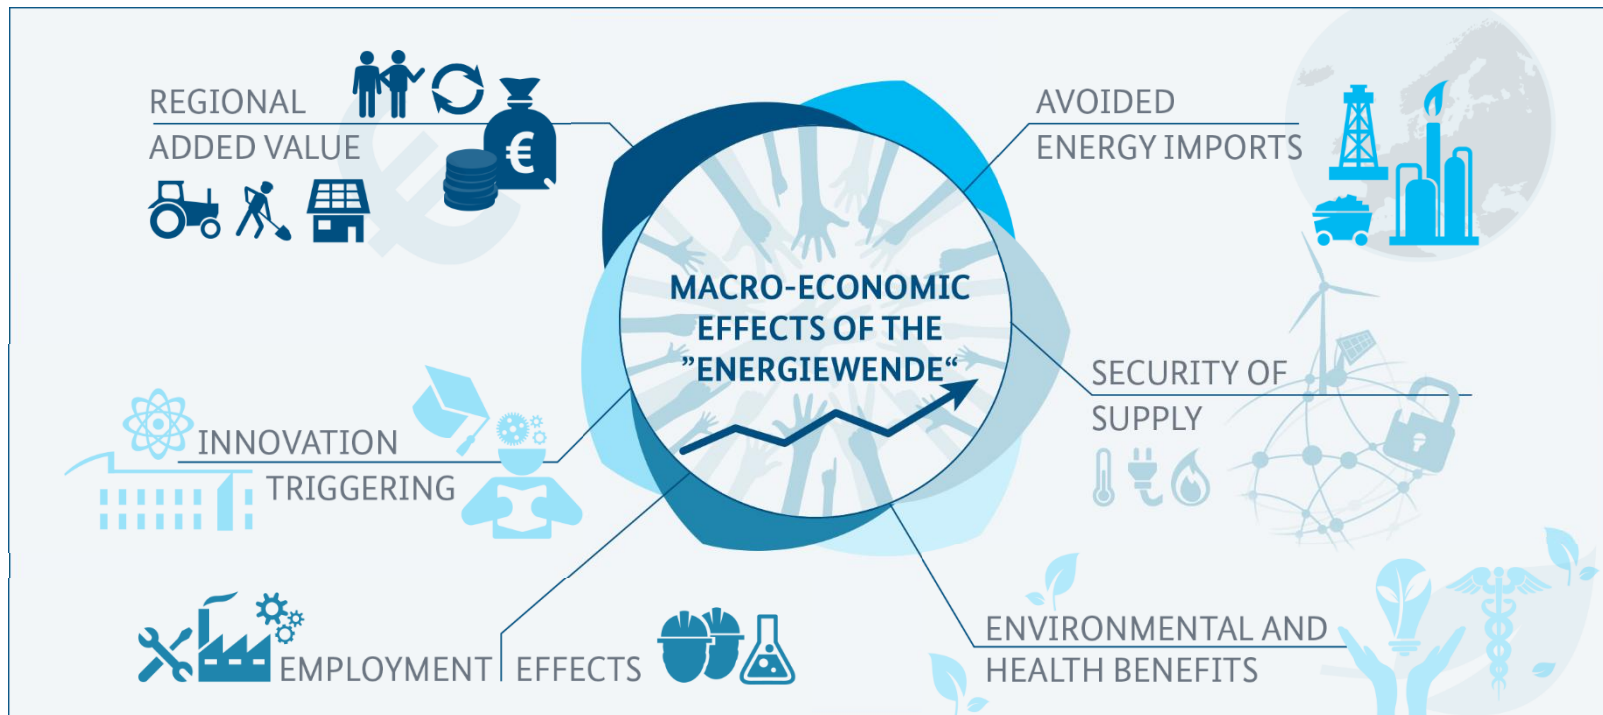 REGIONAL
ADDED VALUE
€
AVOIDED
ENERGY IMPORTS
MACRO-ECONOMIC
EFFECTS OF THE
”ENERGIEWENDE“
SECURITY OF
SUPPLY
INNOVATION
TRIGGERING
EMPLOYMENT EFFECTS
ENVIRONMENTAL AND
HEALTH BENEFITS